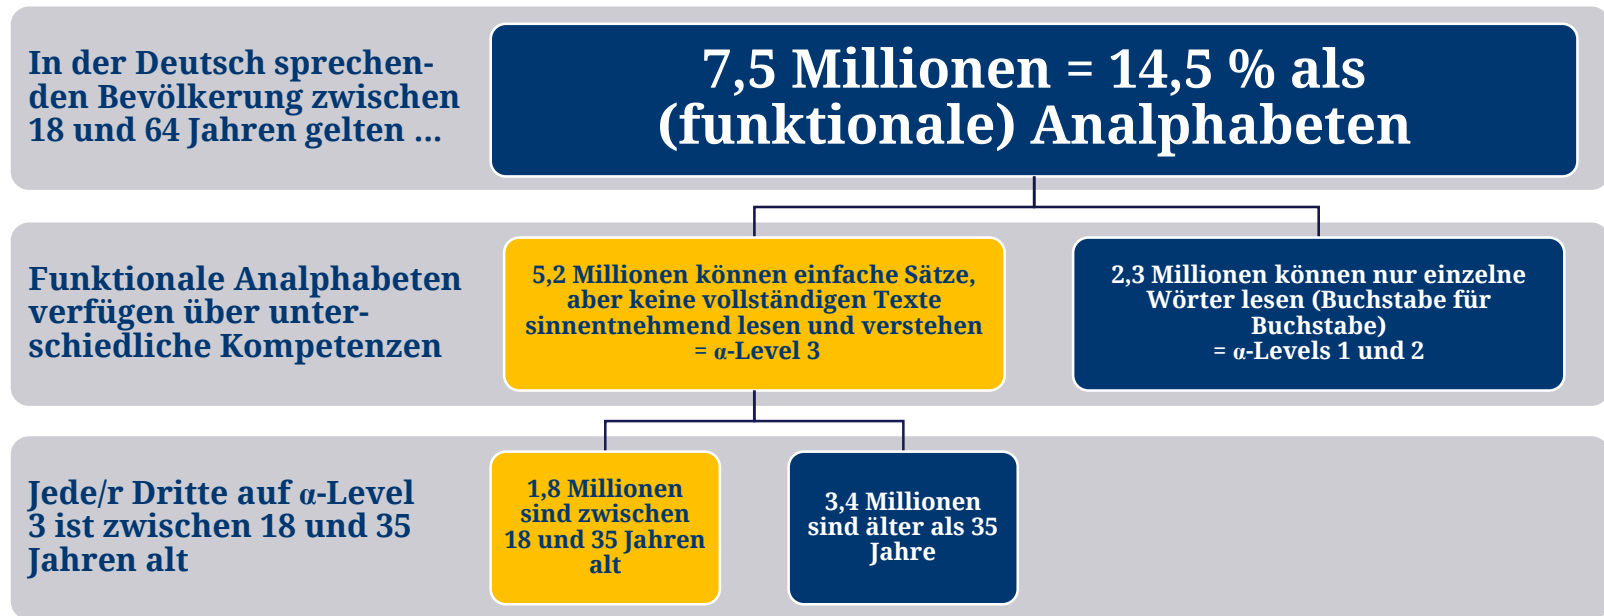 In der Deutsch sprechen-
den Bevölkerung zwischen
18 und 64 Jahren gelten ...
7,5 Millionen = 14,5 % als
(funktionale) Analphabeten
Funktionale Analphabeten
verfügen über unter-
schiedliche Kompetenzen
5,2 Millionen können einfache Sätze,
aber keine vollständigen Texte
sinnentnehmend lesen und verstehen
= α-Level 3
2,3 Millionen können nur einzelne
Wörter lesen (Buchstabe für
Buchstabe)
= α-Levels 1 und 2
Jede/r Dritte auf α-Level
3 ist zwischen 18 und 35
Jahren alt
1,8 Millionen
sind zwischen
18 und 35 Jahren
alt
3,4 Millionen
sind älter als 35
Jahre